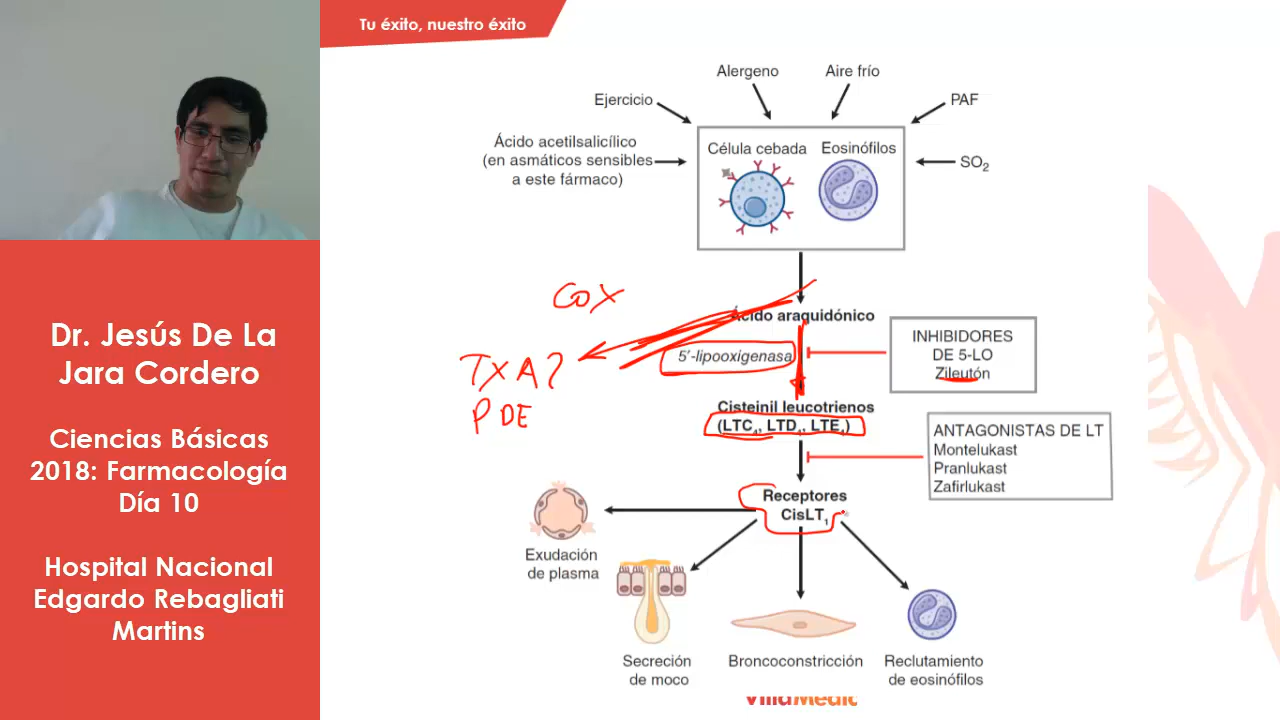 Tu éxito, nuestro éxito
Dr. Jesús De La
Jara Cordero
Ciencias Básicas
2018: Farmacología
Día 10
Hospital Nacional
Edgardo Rebagliati
Martins
Alergeno
Aire frío
Ejercicio
PAF
Ácido acetilsalicílico
(en asmáticos sensibles
a este fármaco)
SO₂
Célula cebada
Eosinófilos
COX
TXA2
PDE
Ácido araquidónico
5'-lipooxigenasa
INHIBIDORES
DE 5-LO
Zileutón
Cisteinil leucotrienos
(LTC₄, LTD₄, LTE₄)
ANTAGONISTAS DE LT
Montelukast
Pranlukast
Zafirlukast
Receptores
CisLT₁
Exudación
de plasma
Secreción
de moco
Broncoconstricción
Reclutamiento
de eosinófilos
VillaMedic